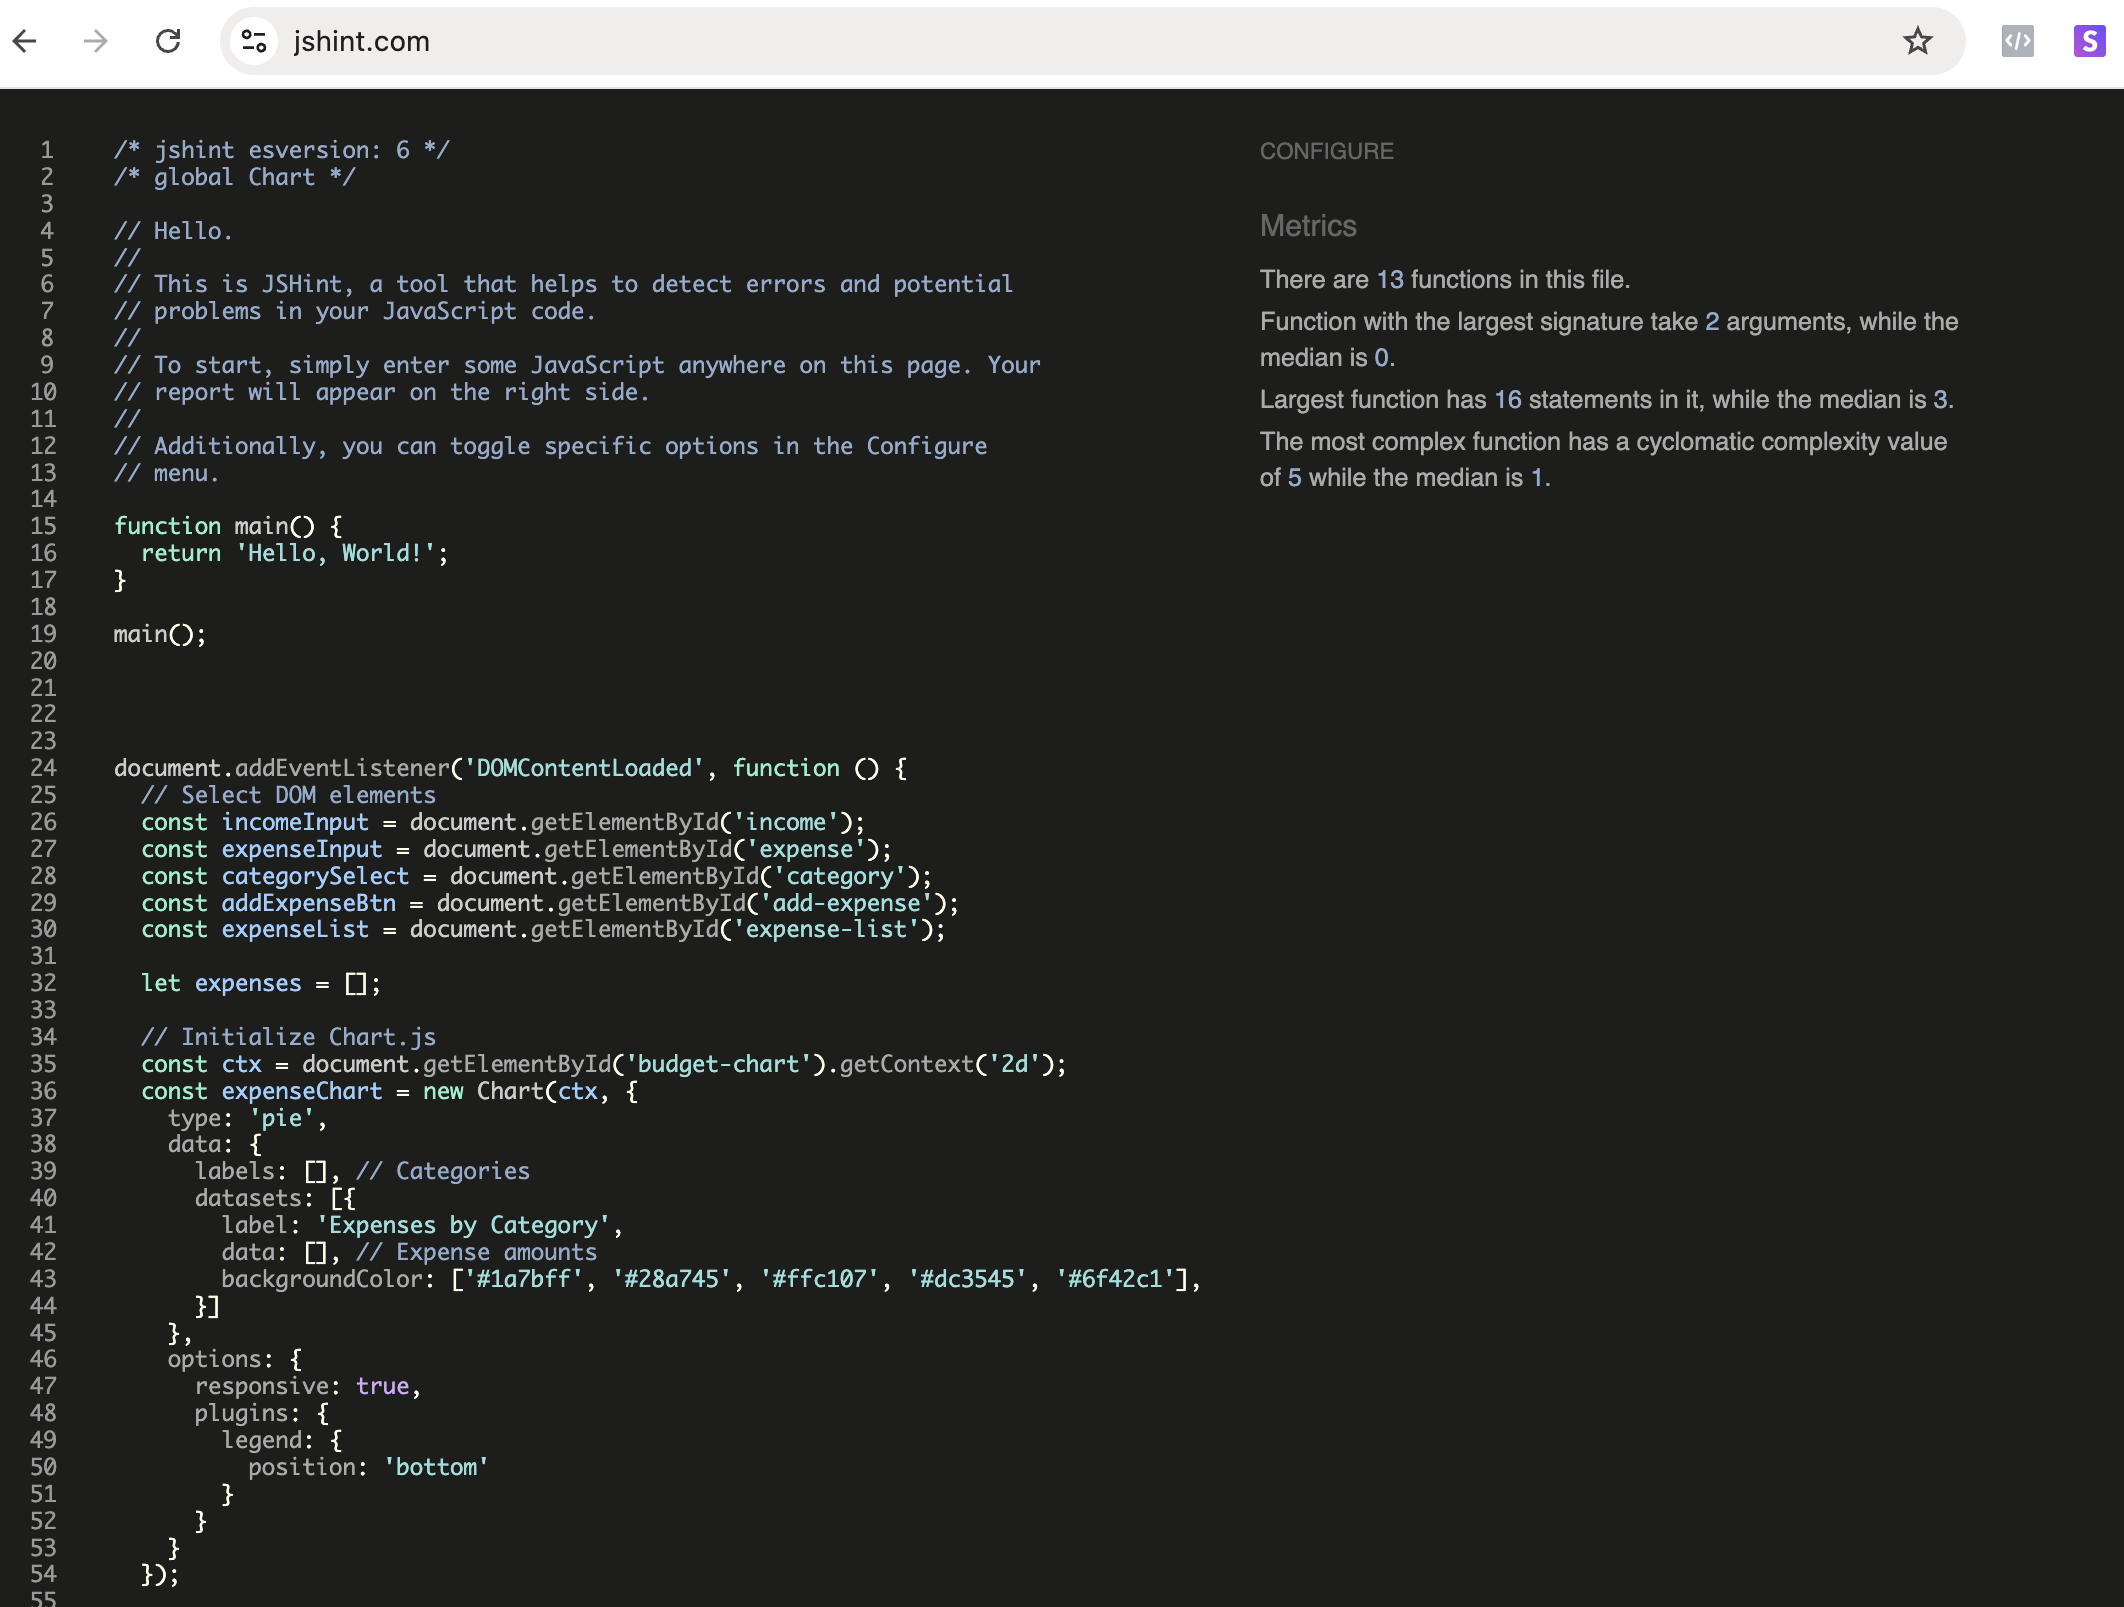 jshint.com
</>
S
1 /* jshint esversion: 6 */
2 /* global Chart */
3
4 // Hello.
5 //
6 // This is JSHint, a tool that helps to detect errors and potential
7 // problems in your JavaScript code.
8 //
9 // To start, simply enter some JavaScript anywhere on this page. Your
10 // report will appear on the right side.
11 //
12 // Additionally, you can toggle specific options in the Configure
13 // menu.
14
15 function main() {
16   return 'Hello, World!';
17 }
18
19 main();
20
21
22
23
24 document.addEventListener('DOMContentLoaded', function () {
25   // Select DOM elements
26   const incomeInput = document.getElementById('income');
27   const expenseInput = document.getElementById('expense');
28   const categorySelect = document.getElementById('category');
29   const addExpenseBtn = document.getElementById('add-expense');
30   const expenseList = document.getElementById('expense-list');
31
32   let expenses = [];
33
34   // Initialize Chart.js
35   const ctx = document.getElementById('budget-chart').getContext('2d');
36   const expenseChart = new Chart(ctx, {
37     type: 'pie',
38     data: {
39       labels: [], // Categories
40       datasets: [{
41         label: 'Expenses by Category',
42         data: [], // Expense amounts
43         backgroundColor: ['#1a7bff', '#28a745', '#ffc107', '#dc3545', '#6f42c1'],
44       }]
45     },
46     options: {
47       responsive: true,
48       plugins: {
49         legend: {
50           position: 'bottom'
51         }
52       }
53     }
54   });
55
CONFIGURE
Metrics
There are 13 functions in this file.
Function with the largest signature take 2 arguments, while the
median is 0.
Largest function has 16 statements in it, while the median is 3.
The most complex function has a cyclomatic complexity value
of 5 while the median is 1.